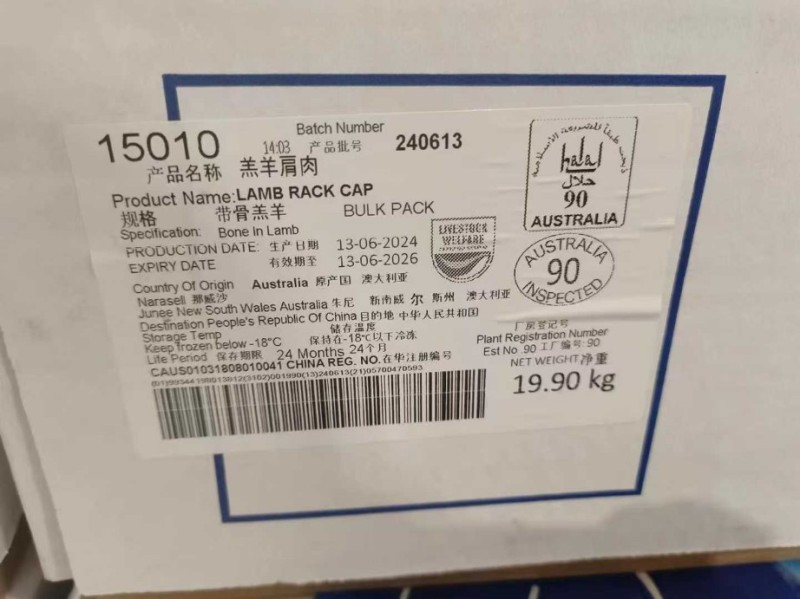 15010
Batch Number
14:03 产品批号 240613
产品名称 羔羊肩肉
Product Name:LAMB RACK CAP
规格 带骨羔羊 BULK PACK
Specification: Bone In Lamb
PRODUCTION DATE: 生产日期 13-06-2024
EXPIRY DATE 有效期至 13-06-2026
LIVESTOCK
WELFARE
halal
حلال
90
AUSTRALIA
AUSTRALIA
90
INSPECTED
Country Of Origin Australia 原产国 澳大利亚
Narasell 那威沙
Junee New South Wales Australia 牛尼 新南威 尔 斯州 澳大利亚
Destination People's Republic Of China 目的地 中华人民共和国
Storage Temp 储存温度
Keep frozen below -18°C 保持在-18℃以下冷冻
Life Period 保存期限 24 Months 24个月
CAUS01031808010041 CHINA REG. NO.在华注册编号
厂房登记号
Plant Registration Number
Est No 90 工厂编号: 90
NET WEIGHT净重
19.90 kg